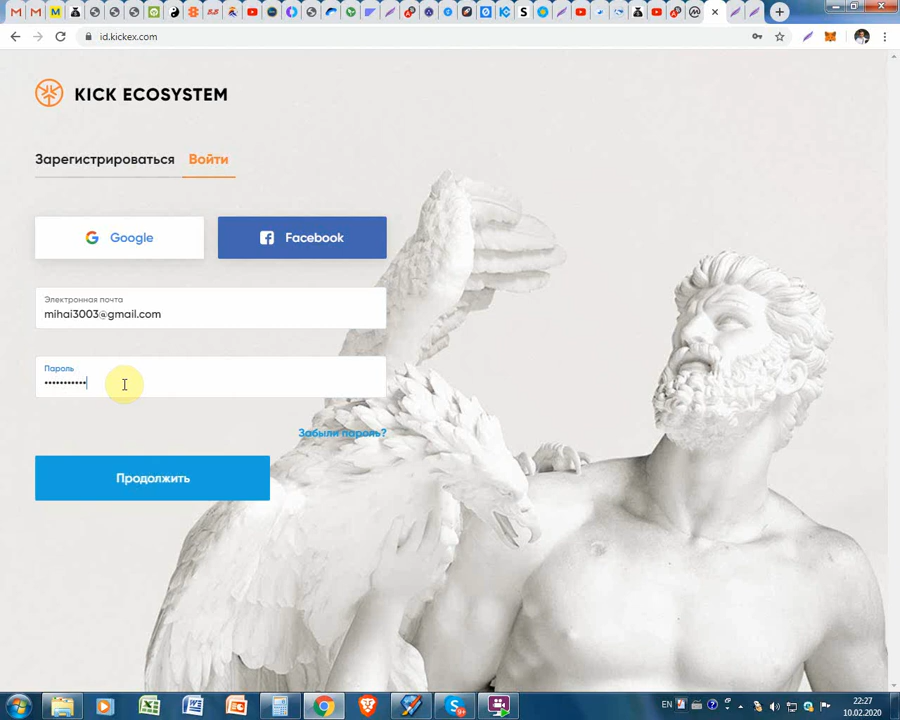 id.kickex.com
KICK ECOSYSTEM
Зарегистрироваться Войти
Google
Facebook
Электронная почта
mihai3003@gmail.com
Пароль
•••••••••••
Забыли пароль?
Продолжить
EN
22:27
10.02.2020